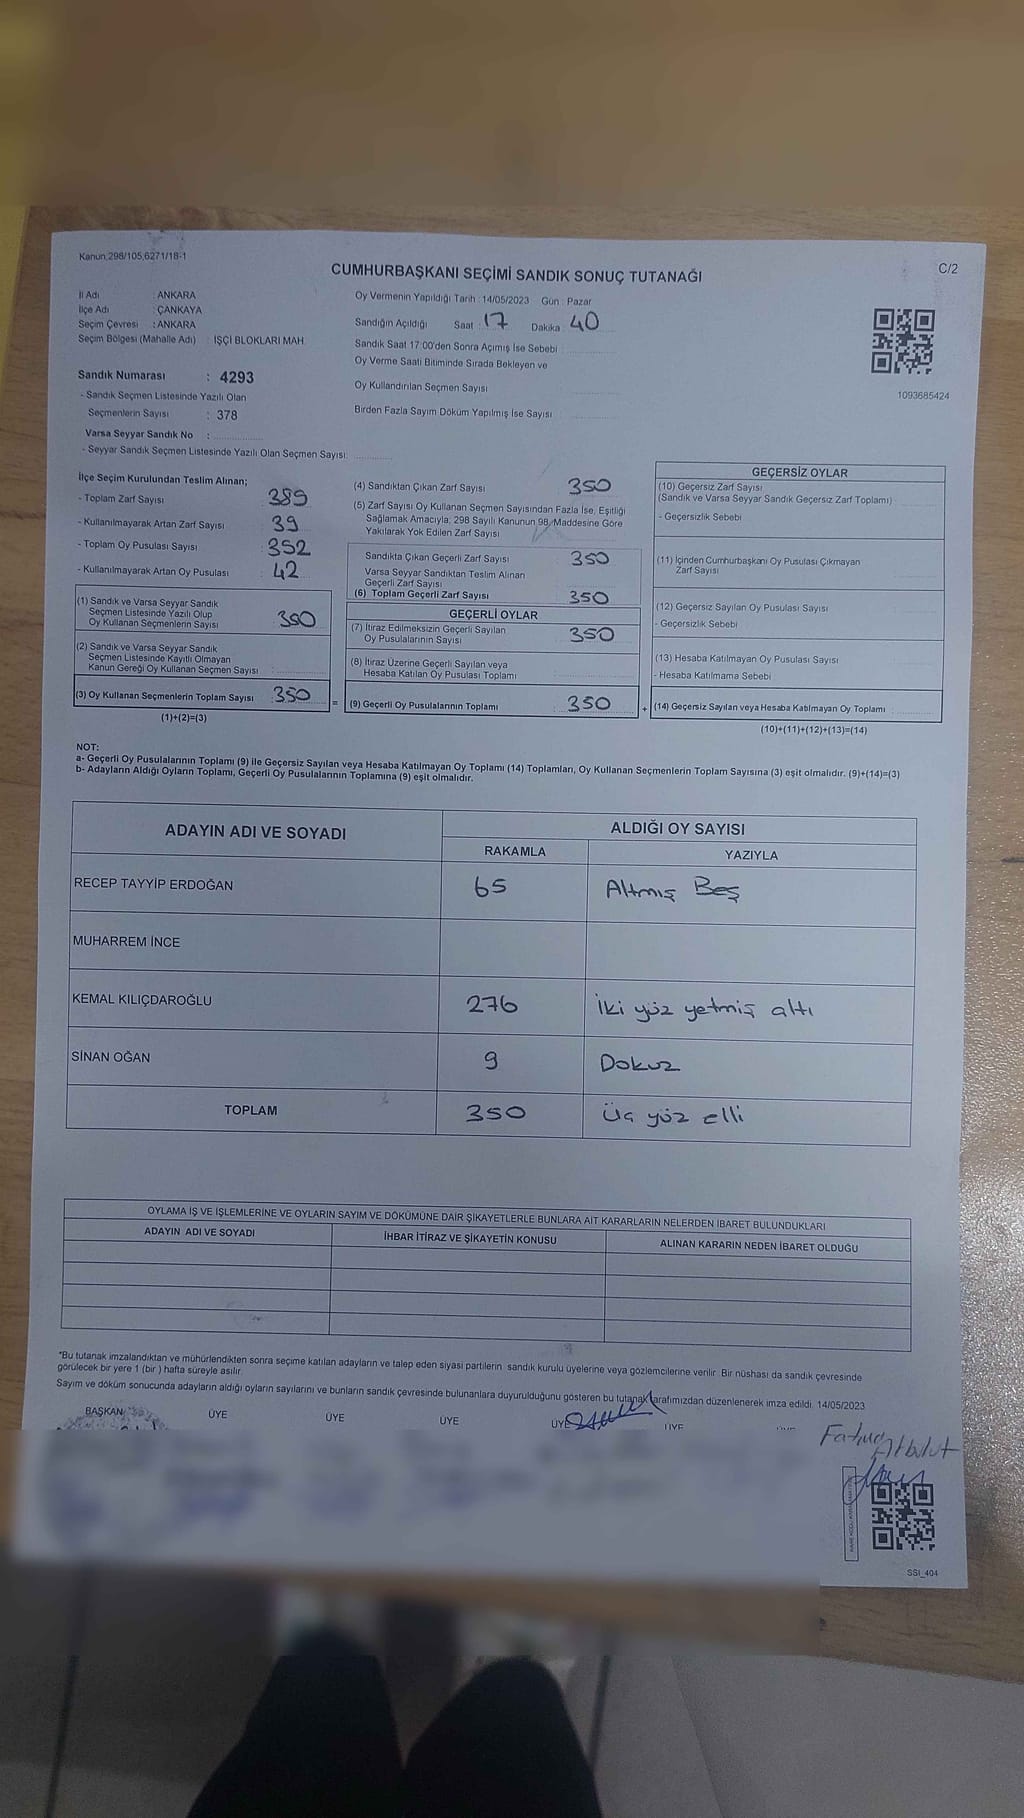 Kanun,298/105,6271/18-1
C/2
CUMHURBAŞKANI SEÇİMİ SANDIK SONUÇ TUTANAĞI
İl Adı : ANKARA
İlçe Adı : ÇANKAYA
Seçim Çevresi : ANKARA
Seçim Bölgesi (Mahalle Adı) : İŞÇİ BLOKLARI MAH.
Oy Vermenin Yapıldığı Tarih : 14/05/2023 Gün : Pazar
Sandığın Açıldığı Saat : 17 Dakika : 40
Sandık Saat 17:00'den Sonra Açımış İse Sebebi :
Oy Verme Saati Bitiminde Sırada Bekleyen ve
Oy Kullandırılan Seçmen Sayısı
Birden Fazla Sayım Döküm Yapılmış İse Sayısı
1093685424
Sandık Numarası : 4293
- Sandık Seçmen Listesinde Yazılı Olan
Seçmenlerin Sayısı : 378
Varsa Seyyar Sandık No :
- Seyyar Sandık Seçmen Listesinde Yazılı Olan Seçmen Sayısı:
İlçe Seçim Kurulundan Teslim Alınan;
- Toplam Zarf Sayısı : 389
- Kullanılmayarak Artan Zarf Sayısı : 39
- Toplam Oy Pusulası Sayısı : 352
- Kullanılmayarak Artan Oy Pusulası : 42
(1) Sandık ve Varsa Seyyar Sandık
Seçmen Listesinde Yazılı Olup
Oy Kullanan Seçmenlerin Sayısı : 350
(2) Sandık ve Varsa Seyyar Sandık
Seçmen Listesinde Kayıtlı Olmayan
Kanun Gereği Oy Kullanan Seçmen Sayısı :
(3) Oy Kullanan Seçmenlerin Toplam Sayısı : 350
(1)+(2)=(3)
(4) Sandıktan Çıkan Zarf Sayısı 350
(5) Zarf Sayısı Oy Kullanan Seçmen Sayısından Fazla İse, Eşitliği
Sağlamak Amacıyla, 298 Sayılı Kanunun 98. Maddesine Göre
Yakılarak Yok Edilen Zarf Sayısı
Sandıkta Çıkan Geçerli Zarf Sayısı 350
Varsa Seyyar Sandıktan Teslim Alınan
Geçerli Zarf Sayısı
(6) Toplam Geçerli Zarf Sayısı 350
GEÇERLİ OYLAR
(7) İtiraz Edilmeksizin Geçerli Sayılan
Oy Pusulalarının Sayısı 350
(8) İtiraz Üzerine Geçerli Sayılan veya
Hesaba Katılan Oy Pusulası Toplamı
= (9) Geçerli Oy Pusulalarının Toplamı 350
GEÇERSİZ OYLAR
(10) Geçersiz Zarf Sayısı
(Sandık ve Varsa Seyyar Sandık Geçersiz Zarf Toplamı)
- Geçersizlik Sebebi
(11) İçinden Cumhurbaşkanı Oy Pusulası Çıkmayan
Zarf Sayısı
(12) Geçersiz Sayılan Oy Pusulası Sayısı
- Geçersizlik Sebebi
(13) Hesaba Katılmayan Oy Pusulası Sayısı
- Hesaba Katılmama Sebebi
+ (14) Geçersiz Sayılan veya Hesaba Katılmayan Oy Toplamı :
(10)+(11)+(12)+(13)=(14)
NOT:
a- Geçerli Oy Pusulalarının Toplamı (9) ile Geçersiz Sayılan veya Hesaba Katılmayan Oy Toplamı (14) Toplamları, Oy Kullanan Seçmenlerin Toplam Sayısına (3) eşit olmalıdır. (9)+(14)=(3)
b- Adayların Aldığı Oyların Toplamı, Geçerli Oy Pusulalarının Toplamına (9) eşit olmalıdır.
ADAYIN ADI VE SOYADI
ALDIĞI OY SAYISI
RAKAMLA YAZIYLA
RECEP TAYYİP ERDOĞAN 65 Altmış Beş
MUHARREM İNCE
KEMAL KILIÇDAROĞLU 276 İki yüz yetmiş altı
SİNAN OĞAN 9 Dokuz
TOPLAM 350 Üç yüz elli
OYLAMA İŞ VE İŞLEMLERİNE VE OYLARIN SAYIM VE DÖKÜMÜNE DAİR ŞİKAYETLERLE BUNLARA AİT KARARLARIN NELERDEN İBARET BULUNDUKLARI
ADAYIN ADI VE SOYADI İHBAR İTİRAZ VE ŞİKAYETİN KONUSU ALINAN KARARIN NEDEN İBARET OLDUĞU
*Bu tutanak imzalandıktan ve mühürlendikten sonra seçime katılan adayların ve talep eden siyasi partilerin sandık kurulu üyelerine veya gözlemcilerine verilir. Bir nüshası da sandık çevresinde
görülecek bir yere 1 (bir) hafta süreyle asılır.
Sayım ve döküm sonucunda adayların aldığı oyların sayılarını ve bunların sandık çevresinde bulunanlara duyurulduğunu gösteren bu tutanak tarafımızdan düzenlenerek imza edildi. 14/05/2023
BAŞKAN ÜYE ÜYE ÜYE ÜYE ÜYE
SSI_404